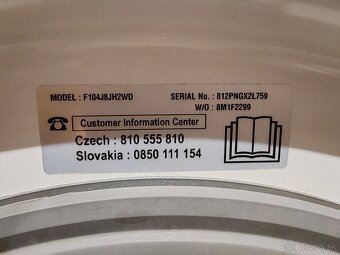 MODEL : F104J8JH2WD
SERIAL No. : 812PNGX2L759
W/O : 8M1F2299
Customer Information Center
Czech : 810 555 810
Slovakia : 0850 111 154